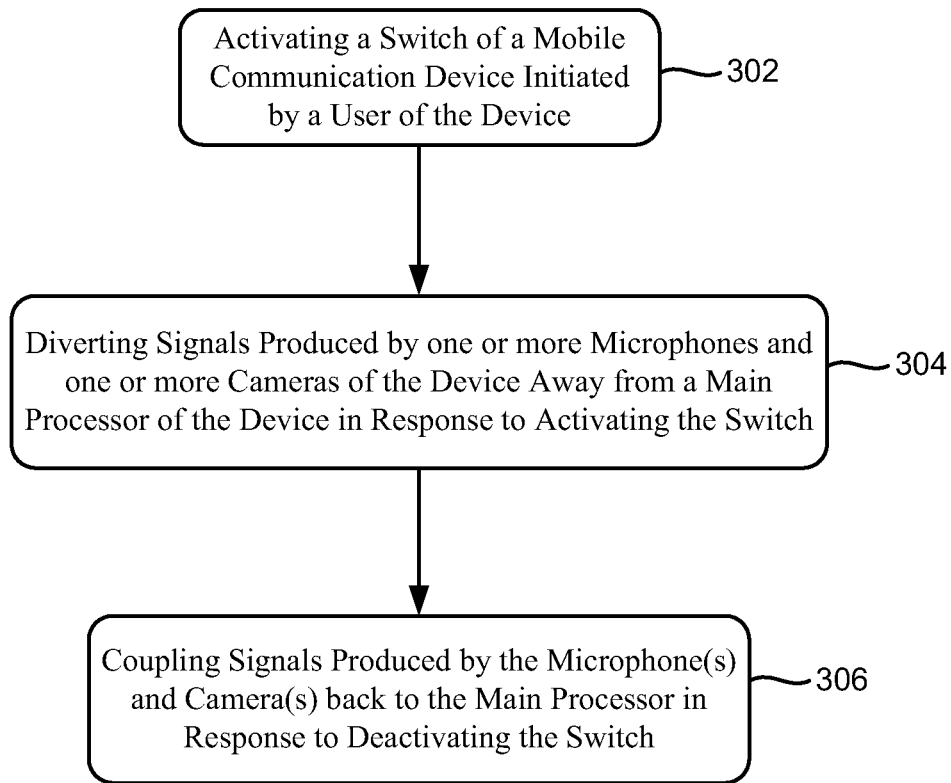 Activating a Switch of a Mobile
Communication Device Initiated
by a User of the Device
302
Diverting Signals Produced by one or more Microphones and
one or more Cameras of the Device Away from a Main
Processor of the Device in Response to Activating the Switch
304
Coupling Signals Produced by the Microphone(s)
and Camera(s) back to the Main Processor in
Response to Deactivating the Switch
306